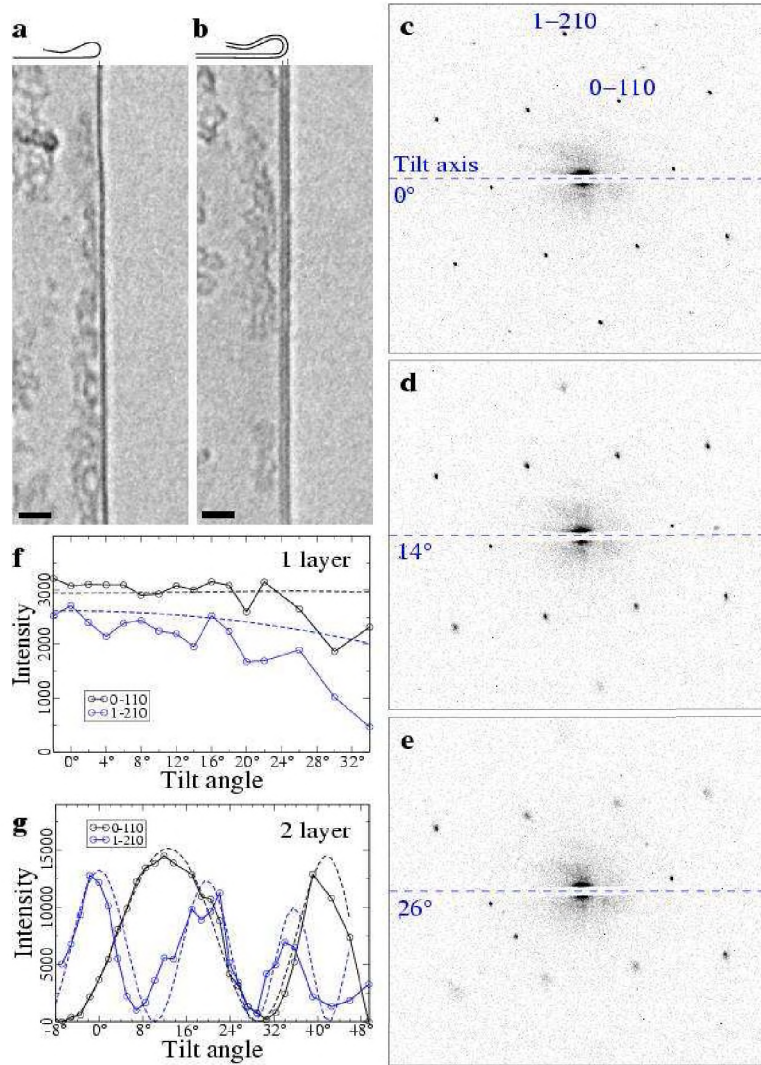 a
b
c
1−210
0−110
Tilt axis
0°
d
14°
e
26°
f
1 layer
Intensity
3000
2000
1000
0
0-110
1-210
0° 4° 8° 12° 16° 20° 24° 28° 32°
Tilt angle
g
2 layer
Intensity
15000
10000
5000
0
0-110
1-210
-8° 0° 8° 16° 24° 32° 40° 48°
Tilt angle